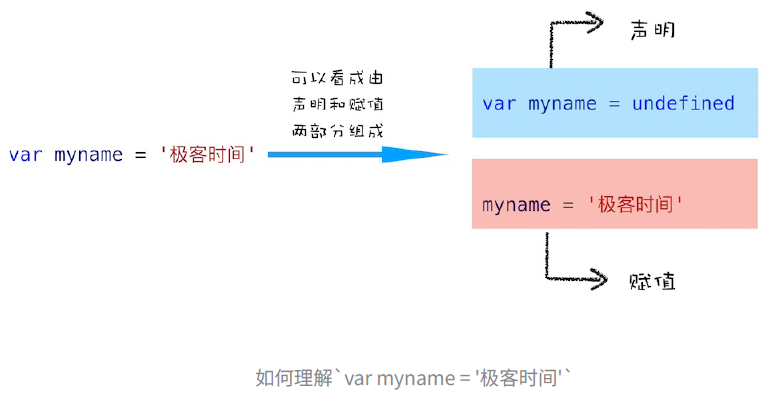 声明
可以看成由
声明和赋值
两部分组成
var myname = undefined
var myname = '极客时间'
myname = '极客时间'
赋值
如何理解`var myname = '极客时间'`